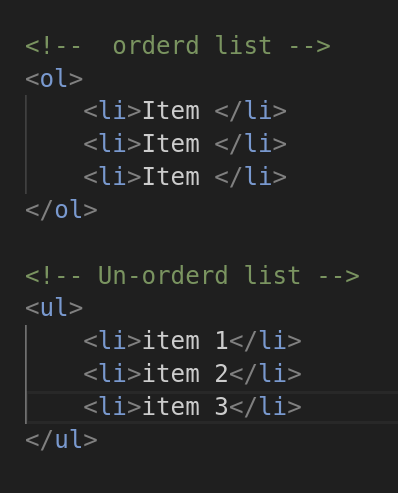 <!--  orderd list -->
<ol>
    <li>Item </li>
    <li>Item </li>
    <li>Item </li>
</ol>

<!-- Un-orderd list -->
<ul>
    <li>item 1</li>
    <li>item 2</li>
    <li>item 3</li>
</ul>